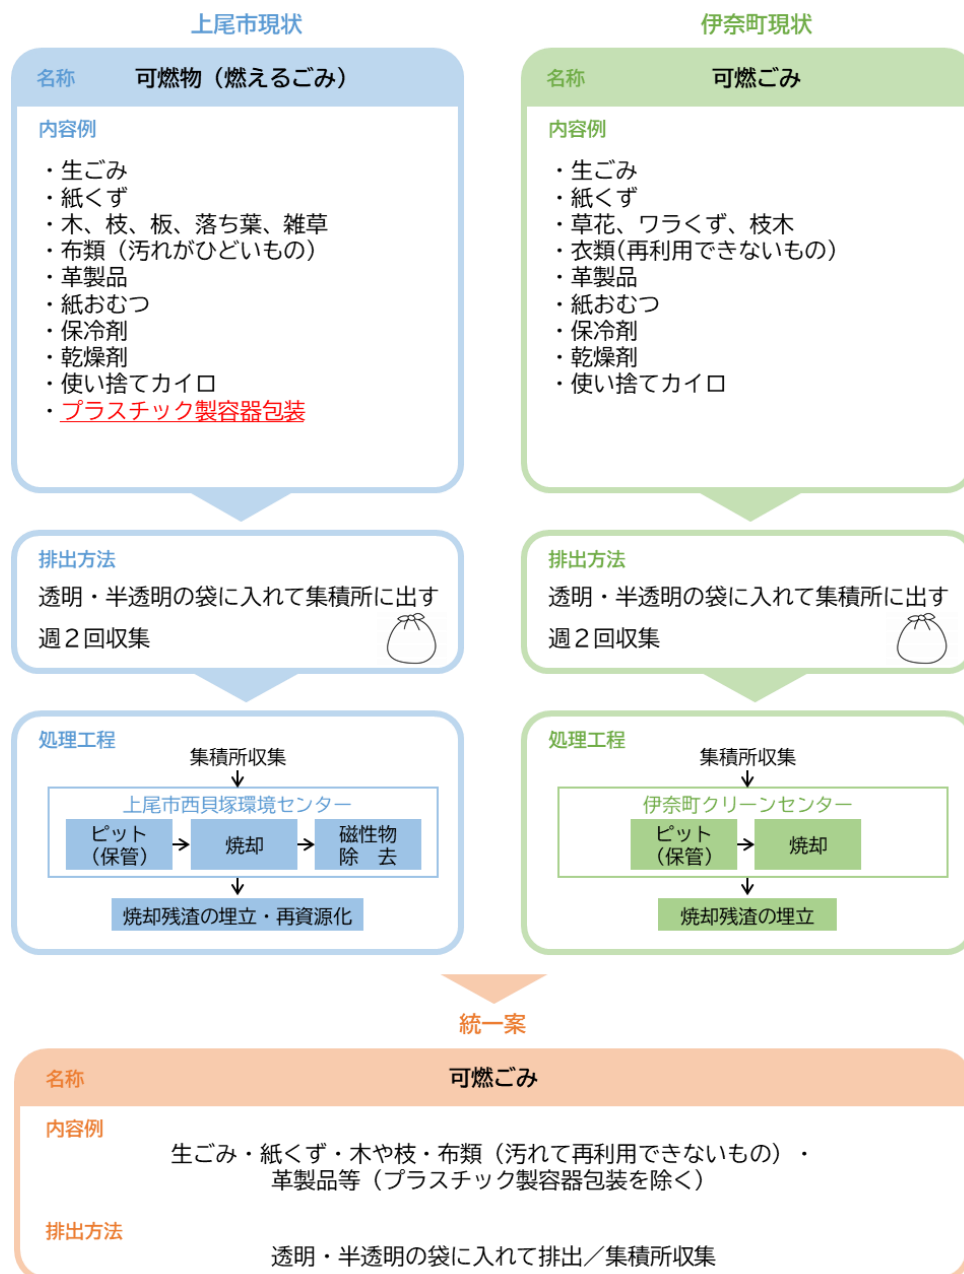 上尾市現状
名称 可燃物（燃えるごみ）
内容例
・生ごみ
・紙くず
・木、枝、板、落ち葉、雑草
・布類（汚れがひどいもの）
・革製品
・紙おむつ
・保冷剤
・乾燥剤
・使い捨てカイロ
・プラスチック製容器包装
排出方法
透明・半透明の袋に入れて集積所に出す
週２回収集
処理工程
集積所収集
上尾市西貝塚環境センター
ピット
（保管）
焼却
磁性物
除　去
焼却残渣の埋立・再資源化
伊奈町現状
名称 可燃ごみ
内容例
・生ごみ
・紙くず
・草花、ワラくず、枝木
・衣類(再利用できないもの）
・革製品
・紙おむつ
・保冷剤
・乾燥剤
・使い捨てカイロ
排出方法
透明・半透明の袋に入れて集積所に出す
週２回収集
処理工程
集積所収集
伊奈町クリーンセンター
ピット
（保管）
焼却
焼却残渣の埋立
統一案
名称 可燃ごみ
内容例
生ごみ・紙くず・木や枝・布類（汚れて再利用できないもの）・
革製品等（プラスチック製容器包装を除く）
排出方法
透明・半透明の袋に入れて排出／集積所収集